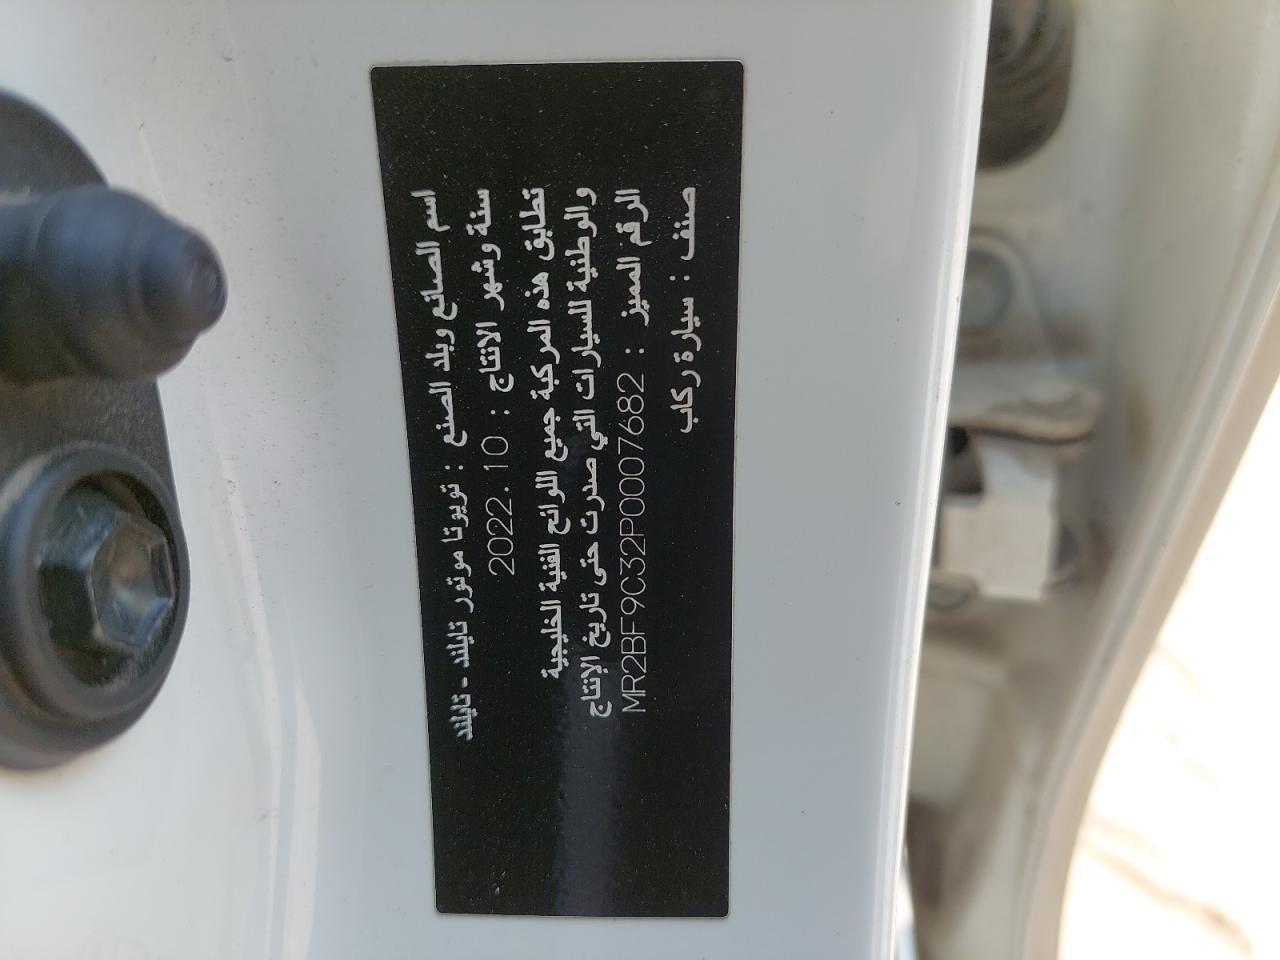 اسم الصانع وبلد الصنع : تويوتا موتور تايلند - تايلند
سنة وشهر الانتاج : 2022.10
تطابق هذه المركبة جميع اللوائح الفنية الخليجية
والوطنية للسيارات التي صدرت حتى تاريخ الإنتاج
الرقم المميز : MR2BF9C32P0007682
صنف : سيارة ركاب